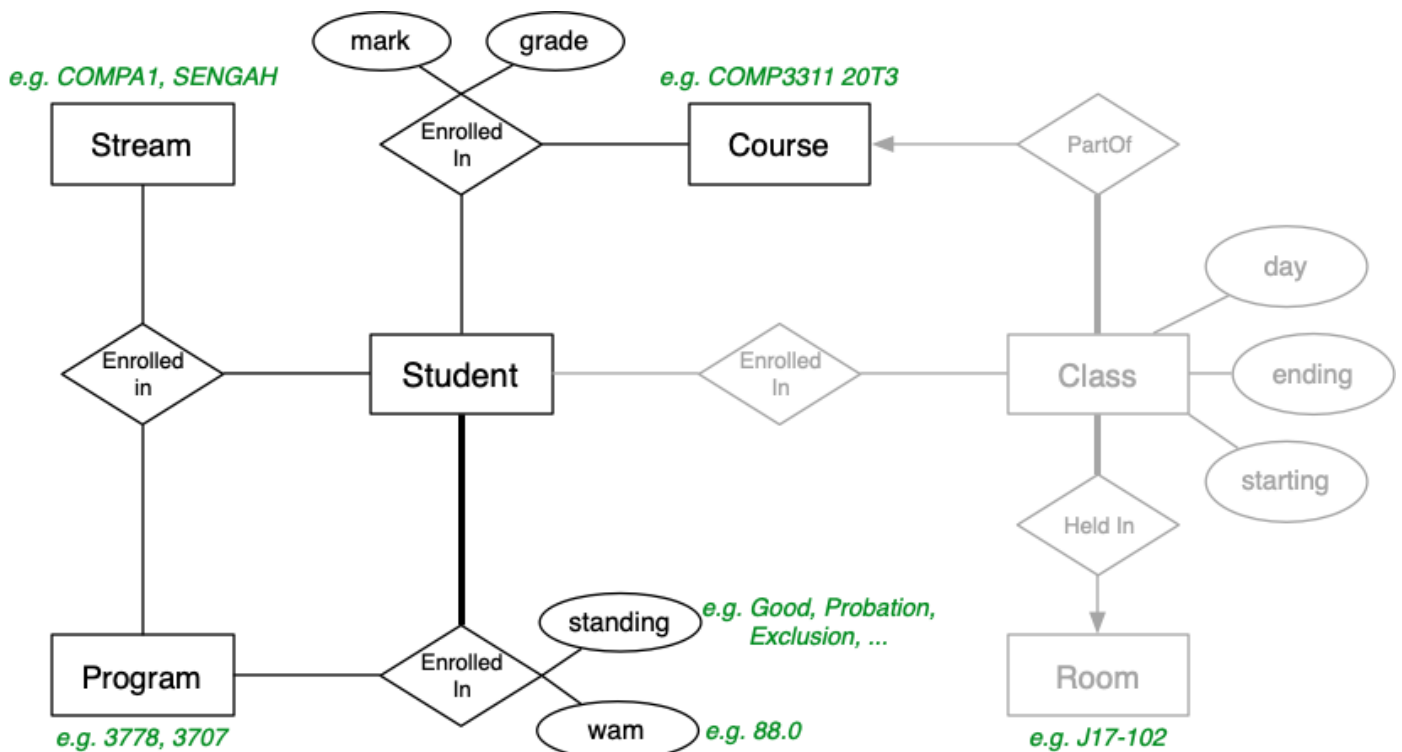 mark
grade
e.g. COMPA1, SENGAH
e.g. COMP3311 20T3
Stream
Enrolled
In
Course
PartOf
day
Enrolled
in
Student
Enrolled
In
Class
ending
starting
Held In
standing
e.g. Good, Probation,
Exclusion, ...
Program
Enrolled
In
Room
wam
e.g. 88.0
e.g. 3778, 3707
e.g. J17-102